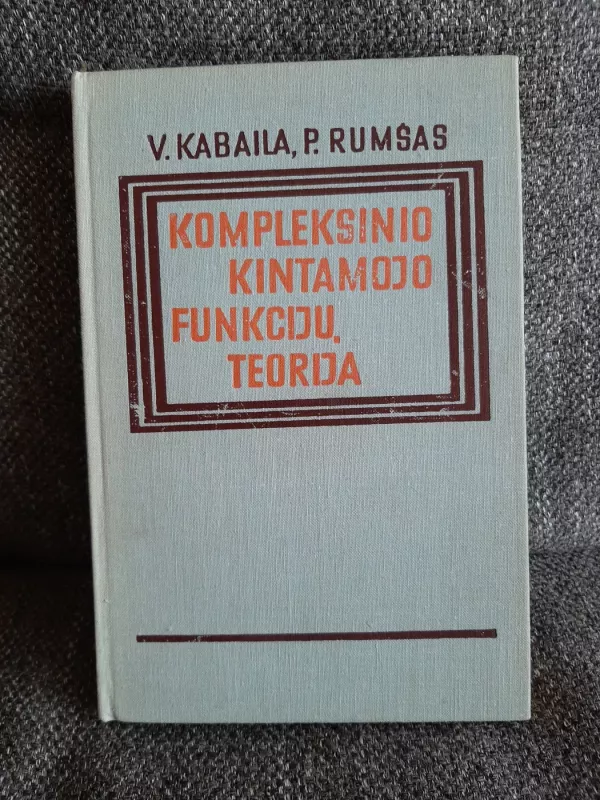 V. KABAILA, P. RUMŠAS
KOMPLEKSINIO
KINTAMOJO
FUNKCIJŲ
TEORIJA